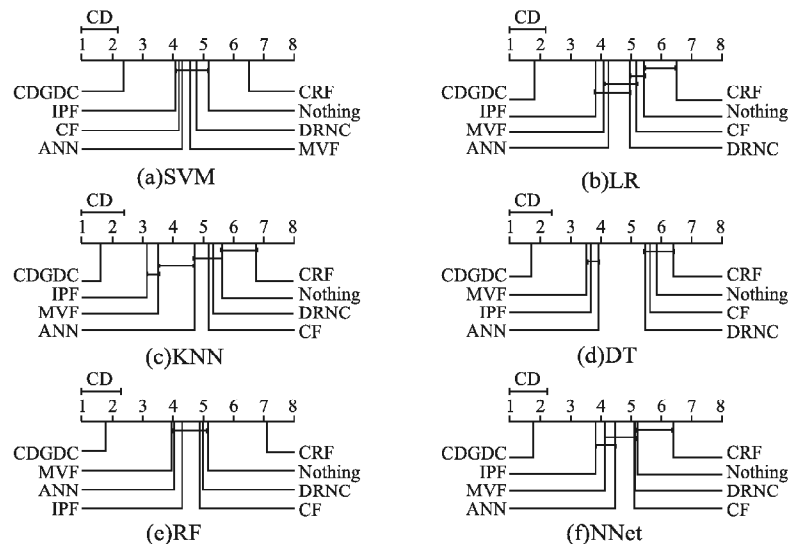 CD
1 2 3 4 5 6 7 8
CDGDC
IPF
CF
ANN
CRF
Nothing
DRNC
MVF
(a)SVM
CD
1 2 3 4 5 6 7 8
CDGDC
IPF
MVF
ANN
CRF
Nothing
CF
DRNC
(b)LR
CD
1 2 3 4 5 6 7 8
CDGDC
IPF
MVF
ANN
CRF
Nothing
DRNC
CF
(c)KNN
CD
1 2 3 4 5 6 7 8
CDGDC
MVF
IPF
ANN
CRF
Nothing
CF
DRNC
(d)DT
CD
1 2 3 4 5 6 7 8
CDGDC
MVF
ANN
IPF
CRF
Nothing
DRNC
CF
(e)RF
CD
1 2 3 4 5 6 7 8
CDGDC
IPF
MVF
ANN
CRF
Nothing
DRNC
CF
(f)NNet